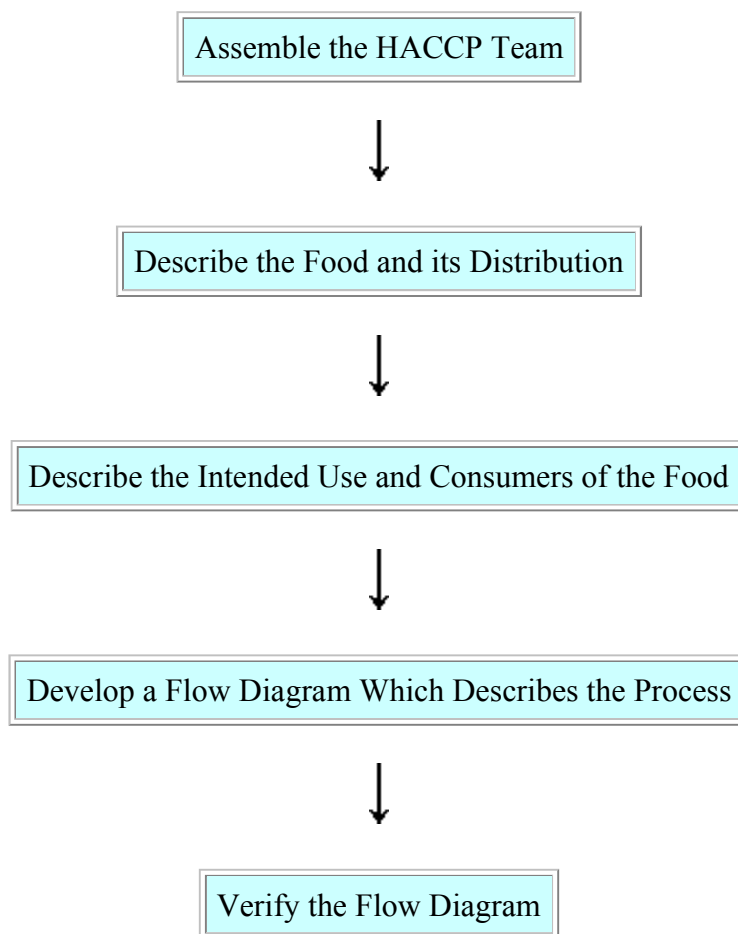 Assemble the HACCP Team
Describe the Food and its Distribution
Describe the Intended Use and Consumers of the Food
Develop a Flow Diagram Which Describes the Process
Verify the Flow Diagram